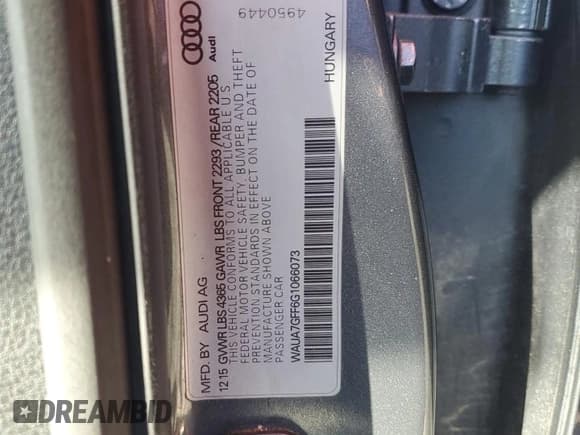 MFD. BY AUDI AG
12 15 GVWR LBS 4365 GAWR LBS FRONT 2293 /REAR 2205
THIS VEHICLE CONFORMS TO ALL APPLICABLE U S
FEDERAL MOTOR VEHICLE SAFETY, BUMPER AND THEFT
PREVENTION STANDARDS IN EFFECT ON THE DATE OF
MANUFACTURE SHOWN ABOVE
PASSENGER CAR
WAUA7GFF6G1066073
HUNGARY
Audi
4950449
DREAMBID